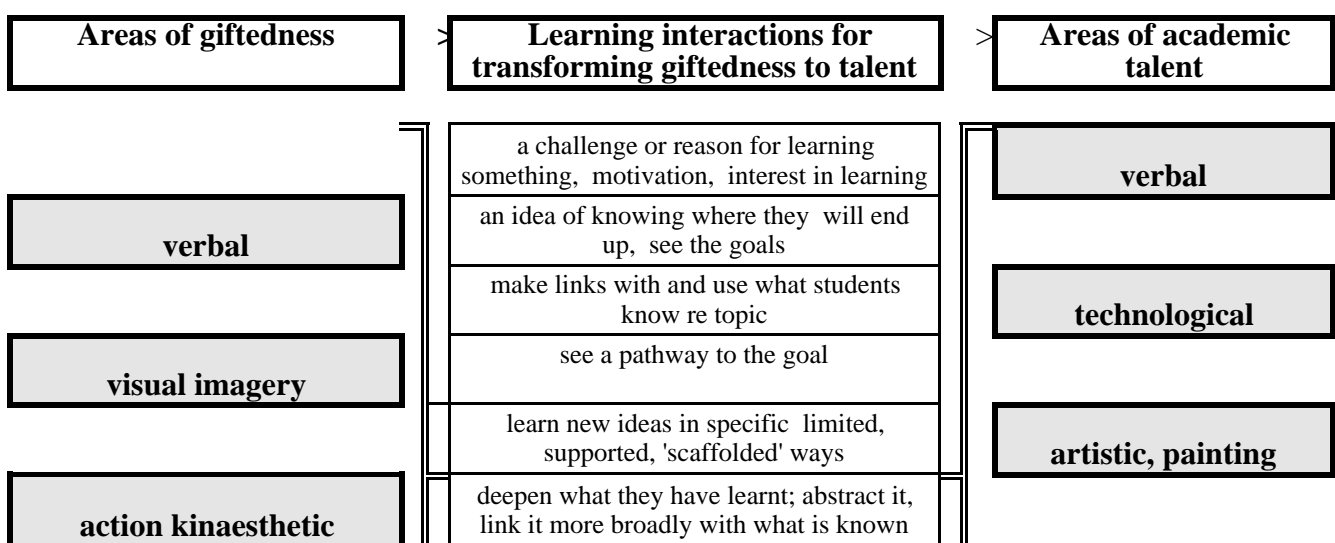 Areas of giftedness
>
Learning interactions for
transforming giftedness to talent
>
Areas of academic
talent
verbal
visual imagery
action kinaesthetic
a challenge or reason for learning
something, motivation, interest in learning
an idea of knowing where they will end
up, see the goals
make links with and use what students
know re topic
see a pathway to the goal
learn new ideas in specific limited,
supported, 'scaffolded' ways
deepen what they have learnt; abstract it,
link it more broadly with what is known
verbal
technological
artistic, painting